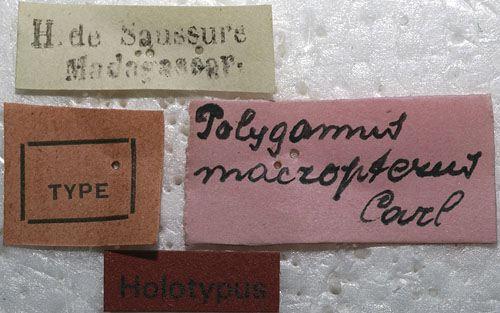 H. de Saussure
Madagascar.
TYPE
Polygamus
macropterus
Carl
Holotypus